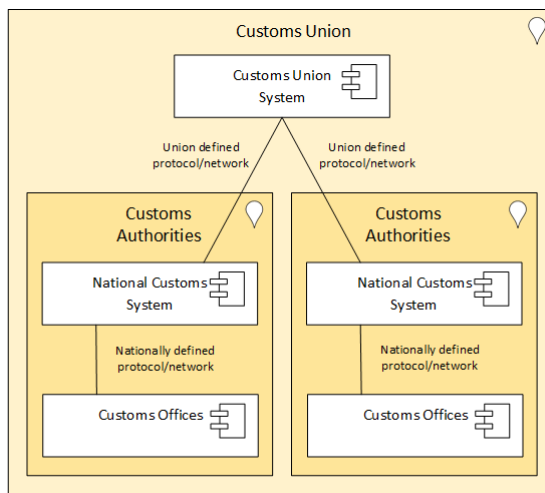 Customs Union
Customs Union
System
Union defined
protocol/network
Union defined
protocol/network
Customs
Authorities
National Customs
System
Nationally defined
protocol/network
Customs Offices
Customs
Authorities
National Customs
System
Nationally defined
protocol/network
Customs Offices